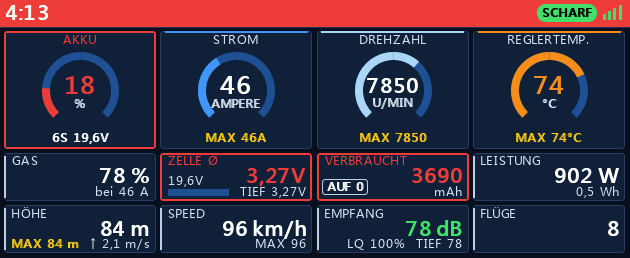 4:13 SCHARF
AKKU STROM DREHZAHL REGLERTEMP.
18 46 7850 74
% AMPERE U/MIN °C
6S 19,6V MAX 46A MAX 7850 MAX 74°C
GAS ZELLE Ø VERBRAUCHT LEISTUNG
78 % 19,6V 3,27V AUF 0 3690 902 W
bei 46 A TIEF 3,27V mAh 0,5 Wh
HÖHE SPEED EMPFANG FLÜGE
84 m 96 km/h 78 dB 8
MAX 84 m ↑ 2,1 m/s MAX 96 LQ 100% TIEF 78